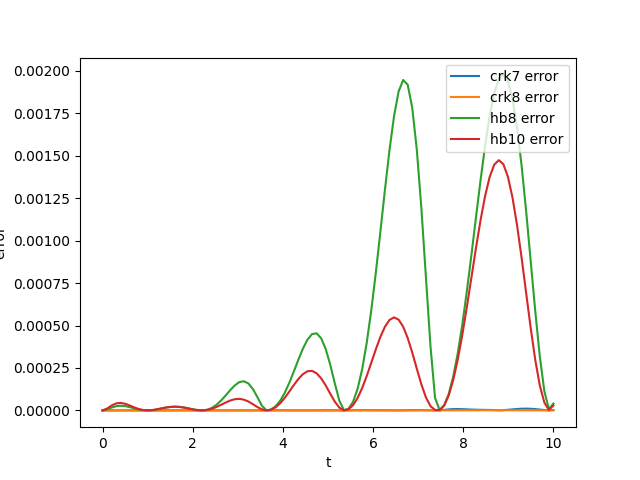 0.00200
0.00175
0.00150
0.00125
0.00100
0.00075
0.00050
0.00025
0.00000
error
0 2 4 6 8 10
t
crk7 error
crk8 error
hb8 error
hb10 error